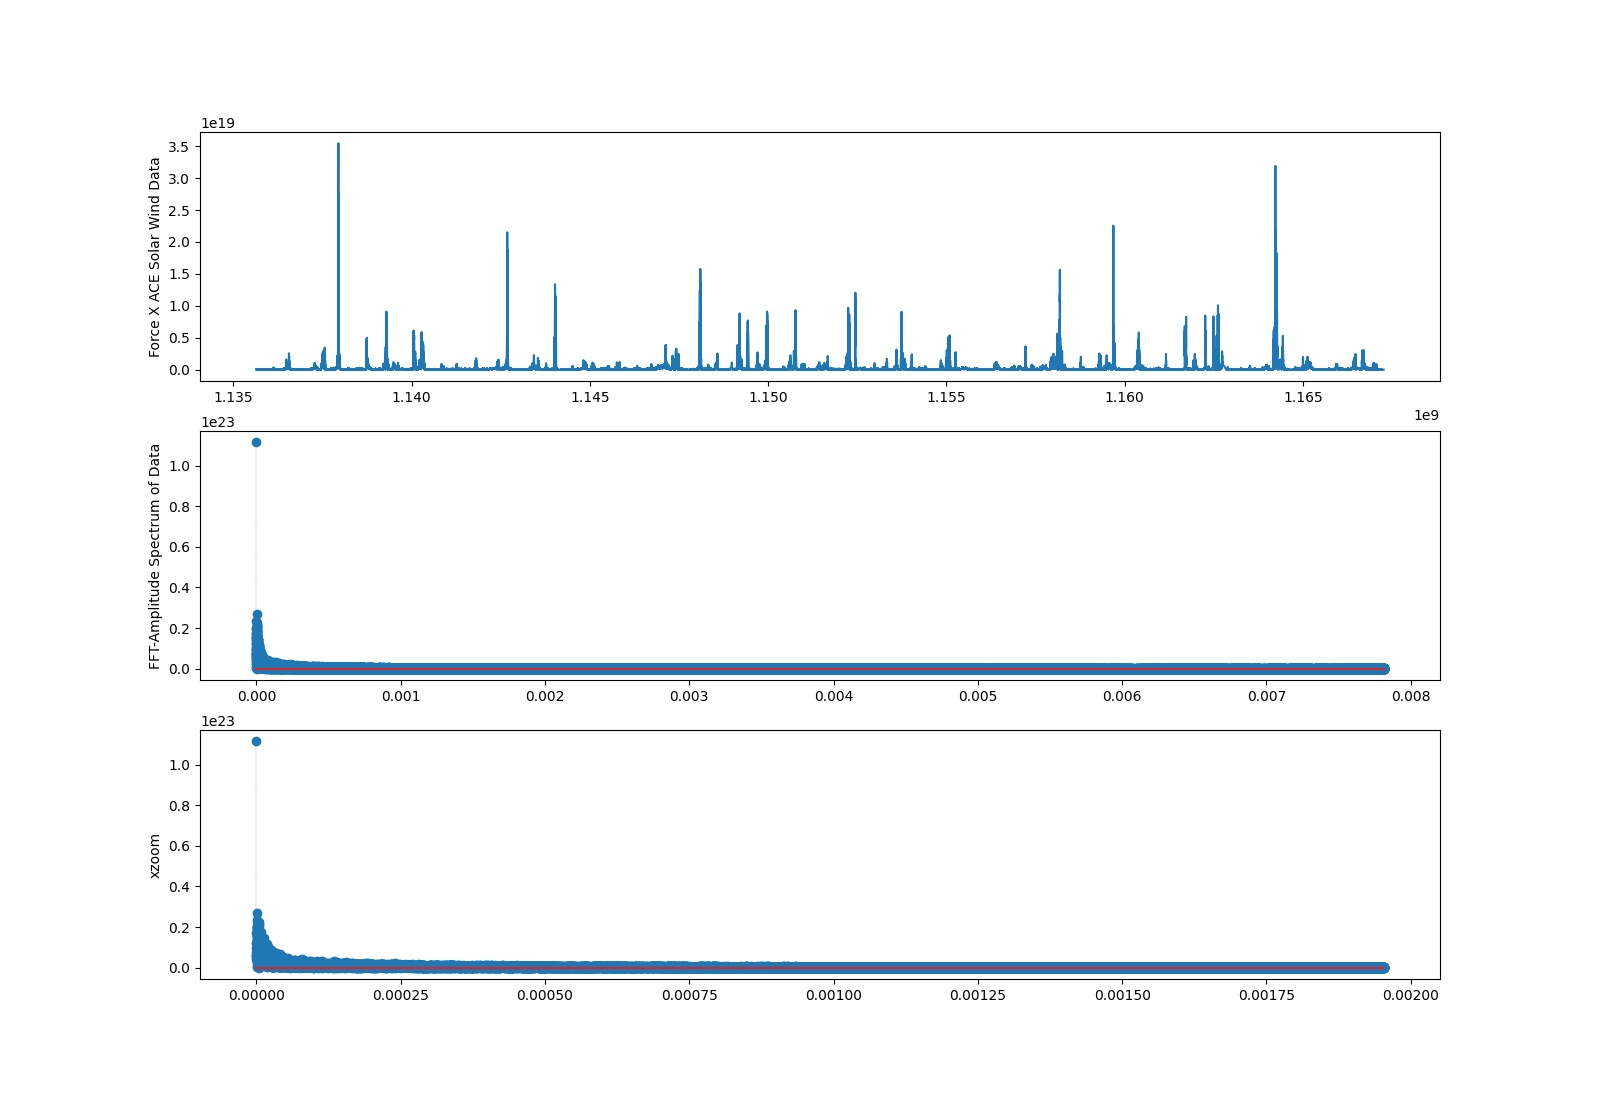 1e19
Force X ACE Solar Wind Data
3.5
3.0
2.5
2.0
1.5
1.0
0.5
0.0
1.135 1.140 1.145 1.150 1.155 1.160 1.165
1e9
1e23
FFT-Amplitude Spectrum of Data
1.0
0.8
0.6
0.4
0.2
0.0
0.000 0.001 0.002 0.003 0.004 0.005 0.006 0.007 0.008
1e23
xzoom
1.0
0.8
0.6
0.4
0.2
0.0
0.00000 0.00025 0.00050 0.00075 0.00100 0.00125 0.00150 0.00175 0.00200